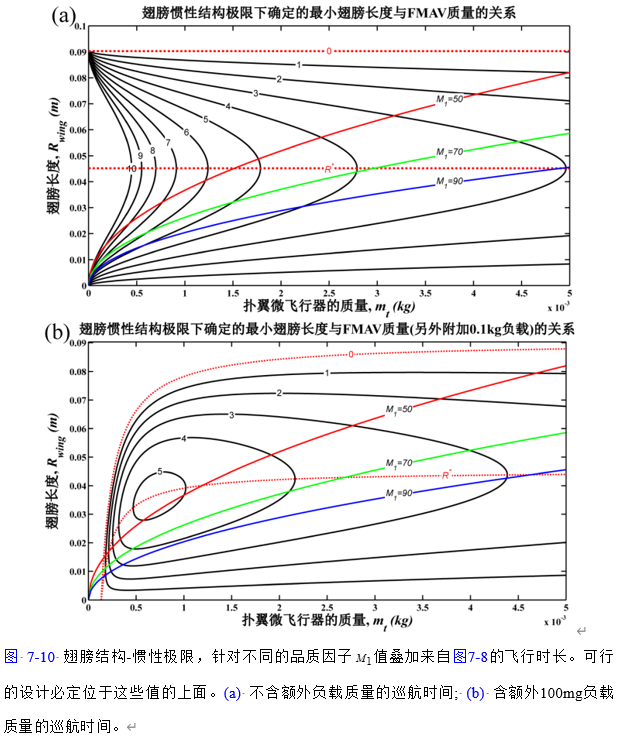 (a) 翅膀惯性结构极限下确定的最小翅膀长度与FMAV质量的关系
0.1
0.09
0.08
0.07
0.06
0.05
0.04
0.03
0.02
0.01
0
翅膀长度, R_wing (m)
0
1
2
3
4
5
6
7
8
9
10
M₁=50
M₁=70
M₁=90
R*
0 0.5 1 1.5 2 2.5 3 3.5 4 4.5 5
x 10⁻³
扑翼微飞行器的质量, m_t (kg)
(b) 翅膀惯性结构极限下确定的最小翅膀长度与FMAV质量(另外附加0.1kg负载)的关系
0.09
0.08
0.07
0.06
0.05
0.04
0.03
0.02
0.01
0
翅膀长度, R_wing (m)
0
1
2
3
4
5
M₁=50
M₁=70
M₁=90
R*
0 0.5 1 1.5 2 2.5 3 3.5 4 4.5 5
x 10⁻³
扑翼微飞行器的质量, m_t (kg)
图 7-10 翅膀结构-惯性极限，针对不同的品质因子 M₁值叠加来自图7-8的飞行时长。可行
的设计必定位于这些值的上面。(a) 不含额外负载质量的巡航时间; (b) 含额外100mg负载
质量的巡航时间。